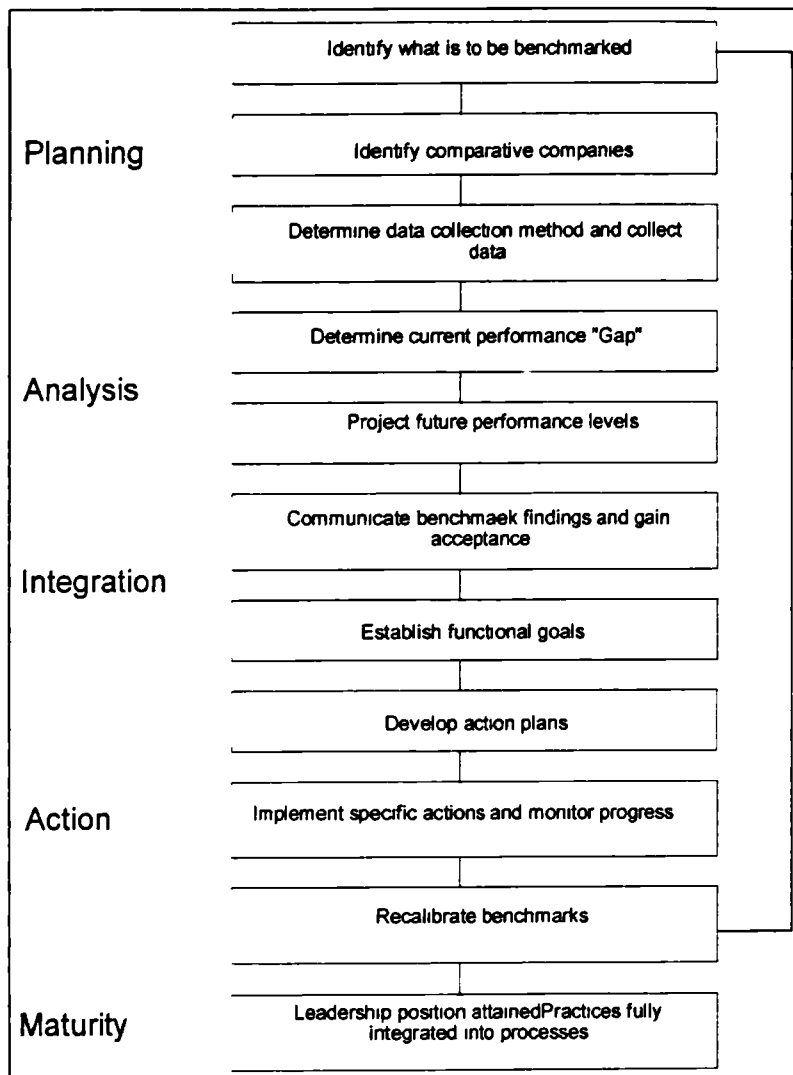 Identify what is to be benchmarked
Planning
Identify comparative companies
Determine data collection method and collect
data
Determine current performance "Gap"
Analysis
Project future performance levels
Communicate benchmaek findings and gain
acceptance
Integration
Establish functional goals
Develop action plans
Action
Implement specific actions and monitor progress
Recalibrate benchmarks
Maturity
Leadership position attainedPractices fully
integrated into processes